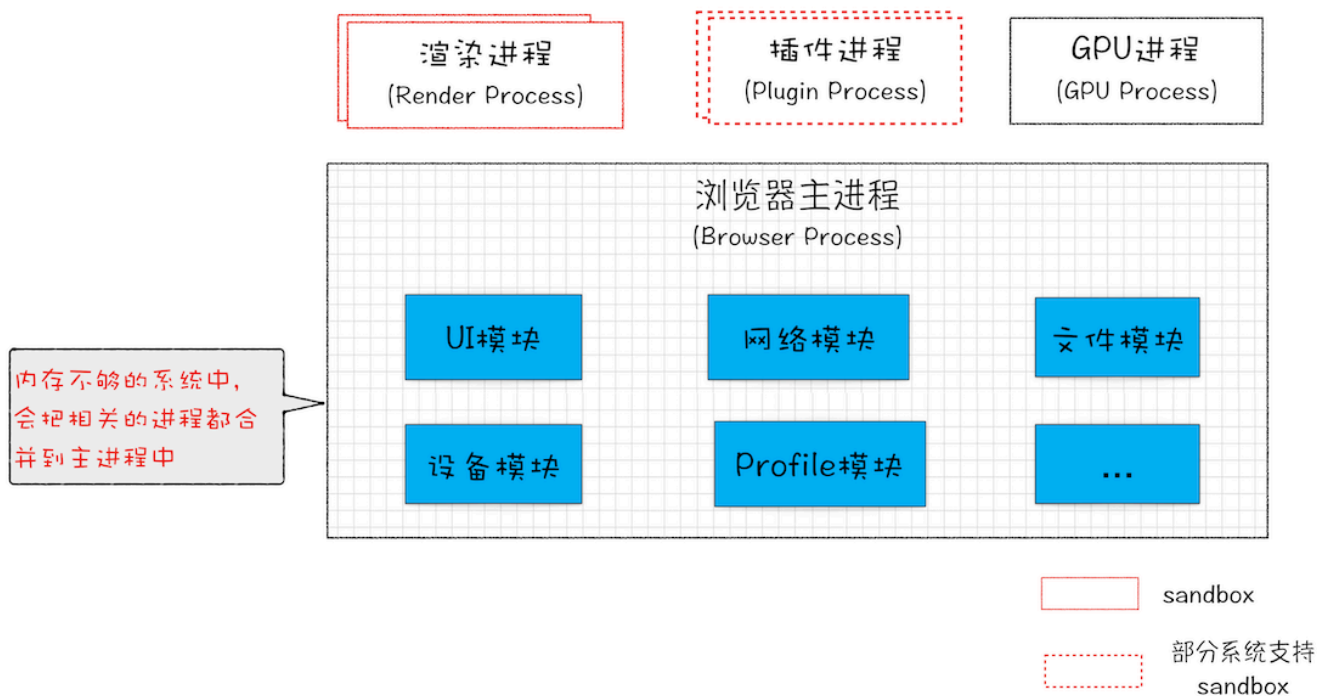 渲染进程
(Render Process)
插件进程
(Plugin Process)
GPU进程
(GPU Process)
浏览器主进程
(Browser Process)
UI模块
网络模块
文件模块
内存不够的系统中，
会把相关的进程都合
并到主进程中
设备模块
Profile模块
...
sandbox
部分系统支持
sandbox